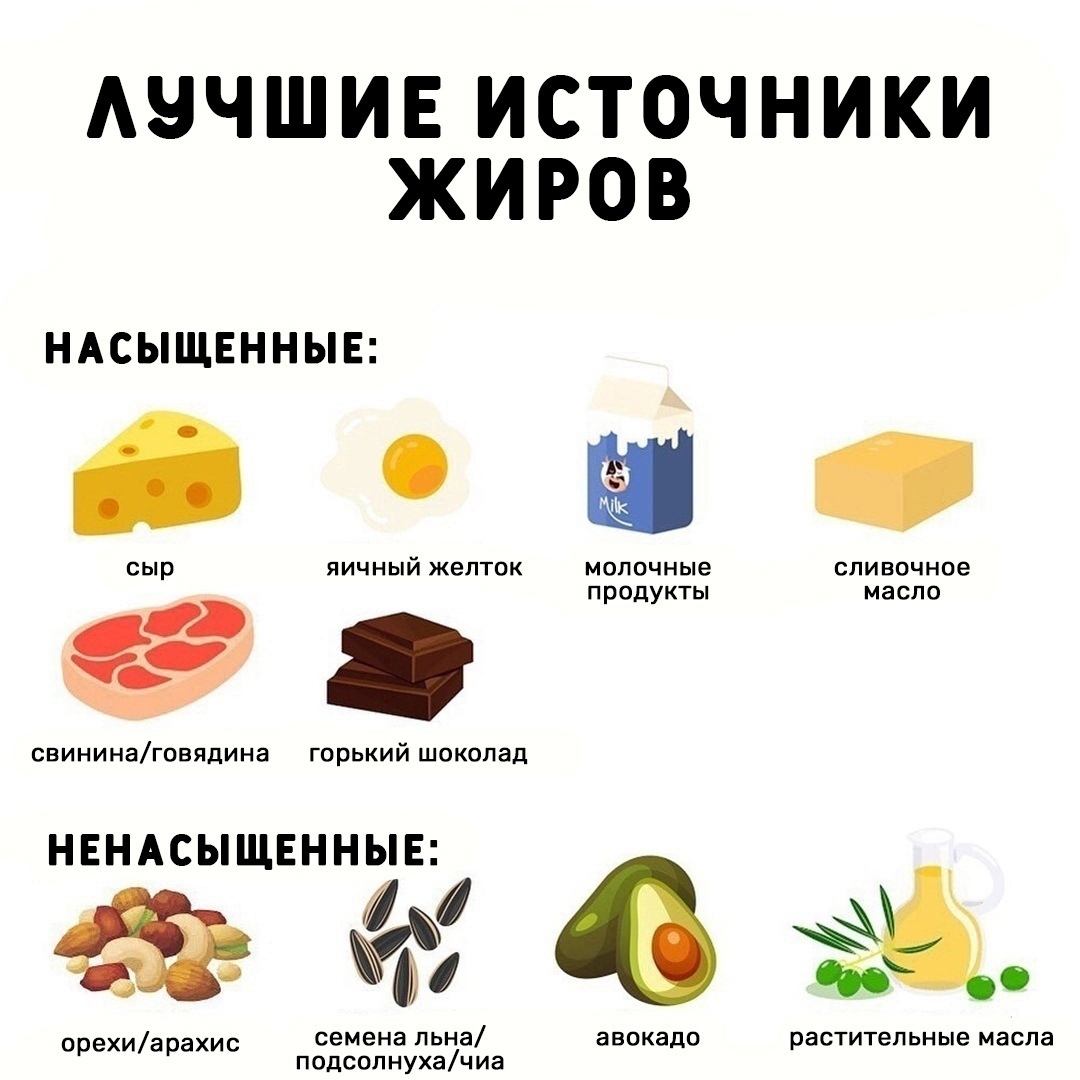 ЛУЧШИЕ ИСТОЧНИКИ
ЖИРОВ
НАСЫЩЕННЫЕ:
Milk
сыр
яичный желток
молочные
продукты
сливочное
масло
свинина/говядина
горький шоколад
НЕНАСЫЩЕННЫЕ:
орехи/арахис
семена льна/
подсолнуха/чиа
авокадо
растительные масла